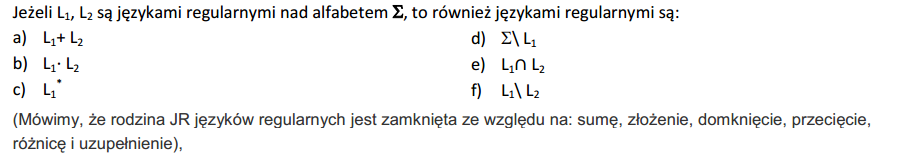 Jeżeli L₁, L₂ są językami regularnymi nad alfabetem Σ, to również językami regularnymi są:
a) L₁+ L₂
b) L₁· L₂
c) L₁*
d) Σ\ L₁
e) L₁∩ L₂
f) L₁\ L₂
(Mówimy, że rodzina JR języków regularnych jest zamknięta ze względu na: sumę, złożenie, domknięcie, przecięcie,
różnicę i uzupełnienie),